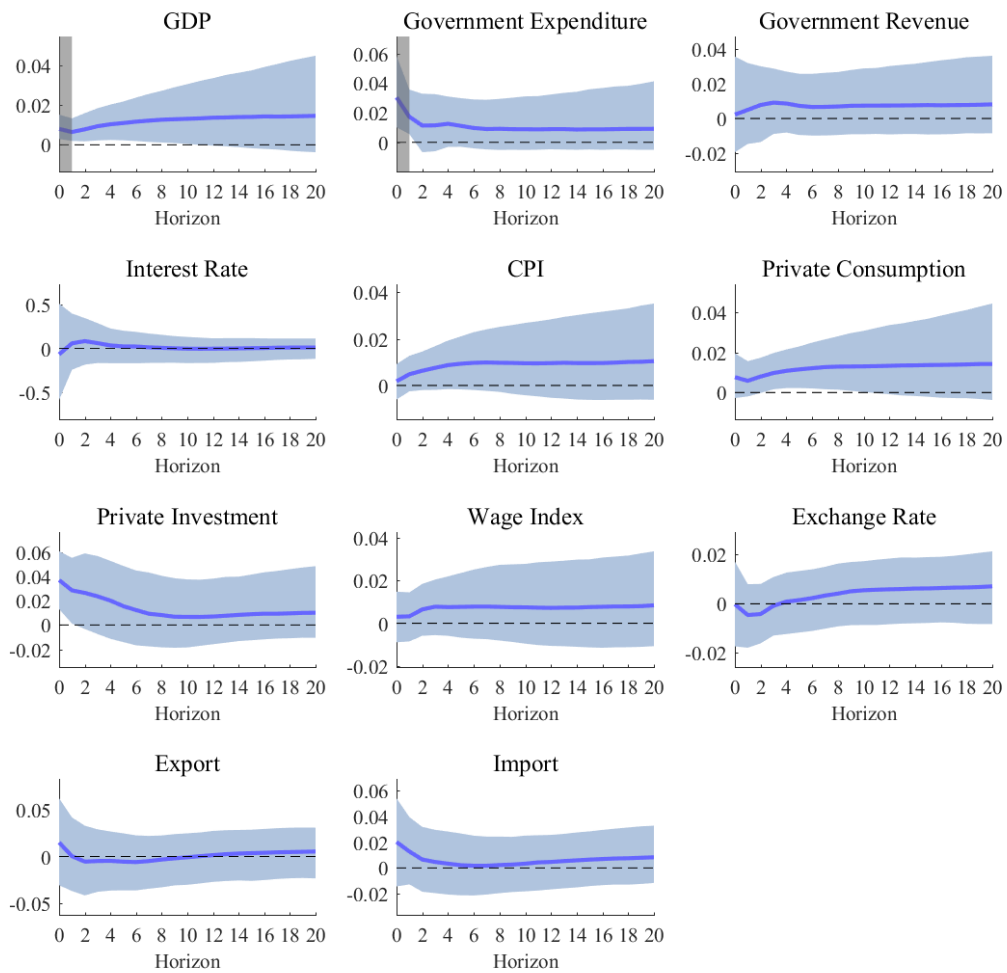 GDP
0.04
0.02
0
0 2 4 6 8 10 12 14 16 18 20
Horizon
Government Expenditure
0.06
0.04
0.02
0
0 2 4 6 8 10 12 14 16 18 20
Horizon
Government Revenue
0.04
0.02
0
-0.02
0 2 4 6 8 10 12 14 16 18 20
Horizon
Interest Rate
0.5
0
-0.5
0 2 4 6 8 10 12 14 16 18 20
Horizon
CPI
0.04
0.02
0
0 2 4 6 8 10 12 14 16 18 20
Horizon
Private Consumption
0.04
0.02
0
0 2 4 6 8 10 12 14 16 18 20
Horizon
Private Investment
0.06
0.04
0.02
0
-0.02
0 2 4 6 8 10 12 14 16 18 20
Horizon
Wage Index
0.04
0.02
0
-0.02
0 2 4 6 8 10 12 14 16 18 20
Horizon
Exchange Rate
0.02
0
-0.02
0 2 4 6 8 10 12 14 16 18 20
Horizon
Export
0.05
0
-0.05
0 2 4 6 8 10 12 14 16 18 20
Horizon
Import
0.06
0.04
0.02
0
-0.02
0 2 4 6 8 10 12 14 16 18 20
Horizon